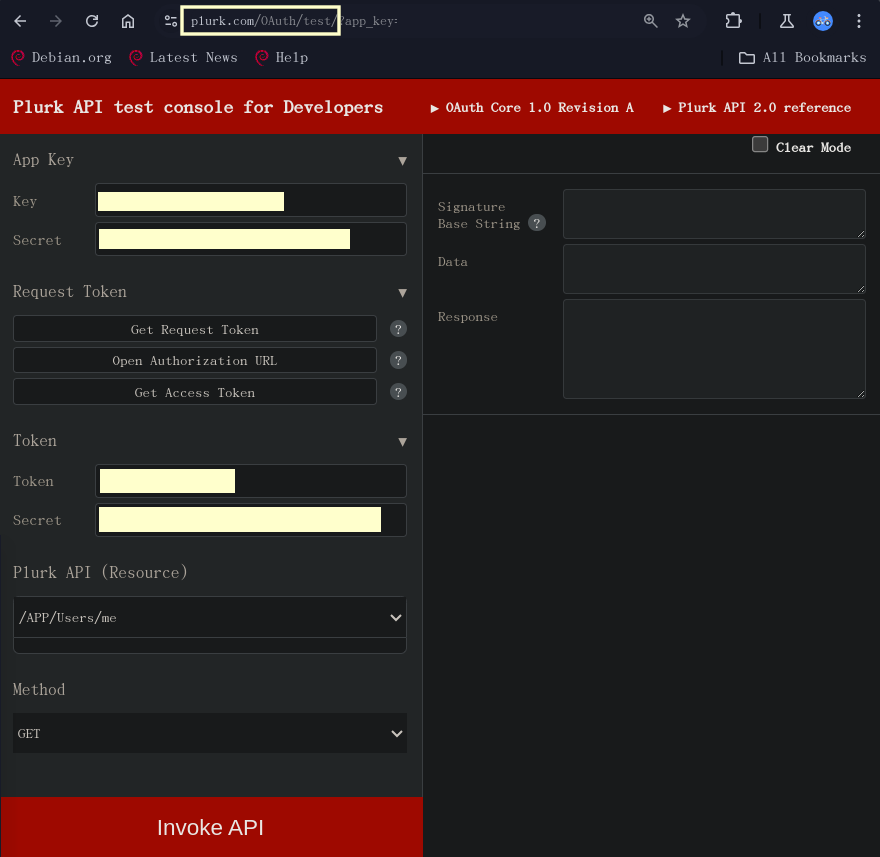 plurk.com/OAuth/test/?app_key:
Debian.org Latest News Help All Bookmarks
Plurk API test console for Developers ▶ OAuth Core 1.0 Revision A ▶ Plurk API 2.0 reference
Clear Mode
App Key ▼
Key
Secret
Request Token ▼
Get Request Token ?
Open Authorization URL ?
Get Access Token ?
Token ▼
Token
Secret
Plurk API (Resource)
/APP/Users/me
Method
GET
Invoke API
Signature
Base String ?
Data
Response